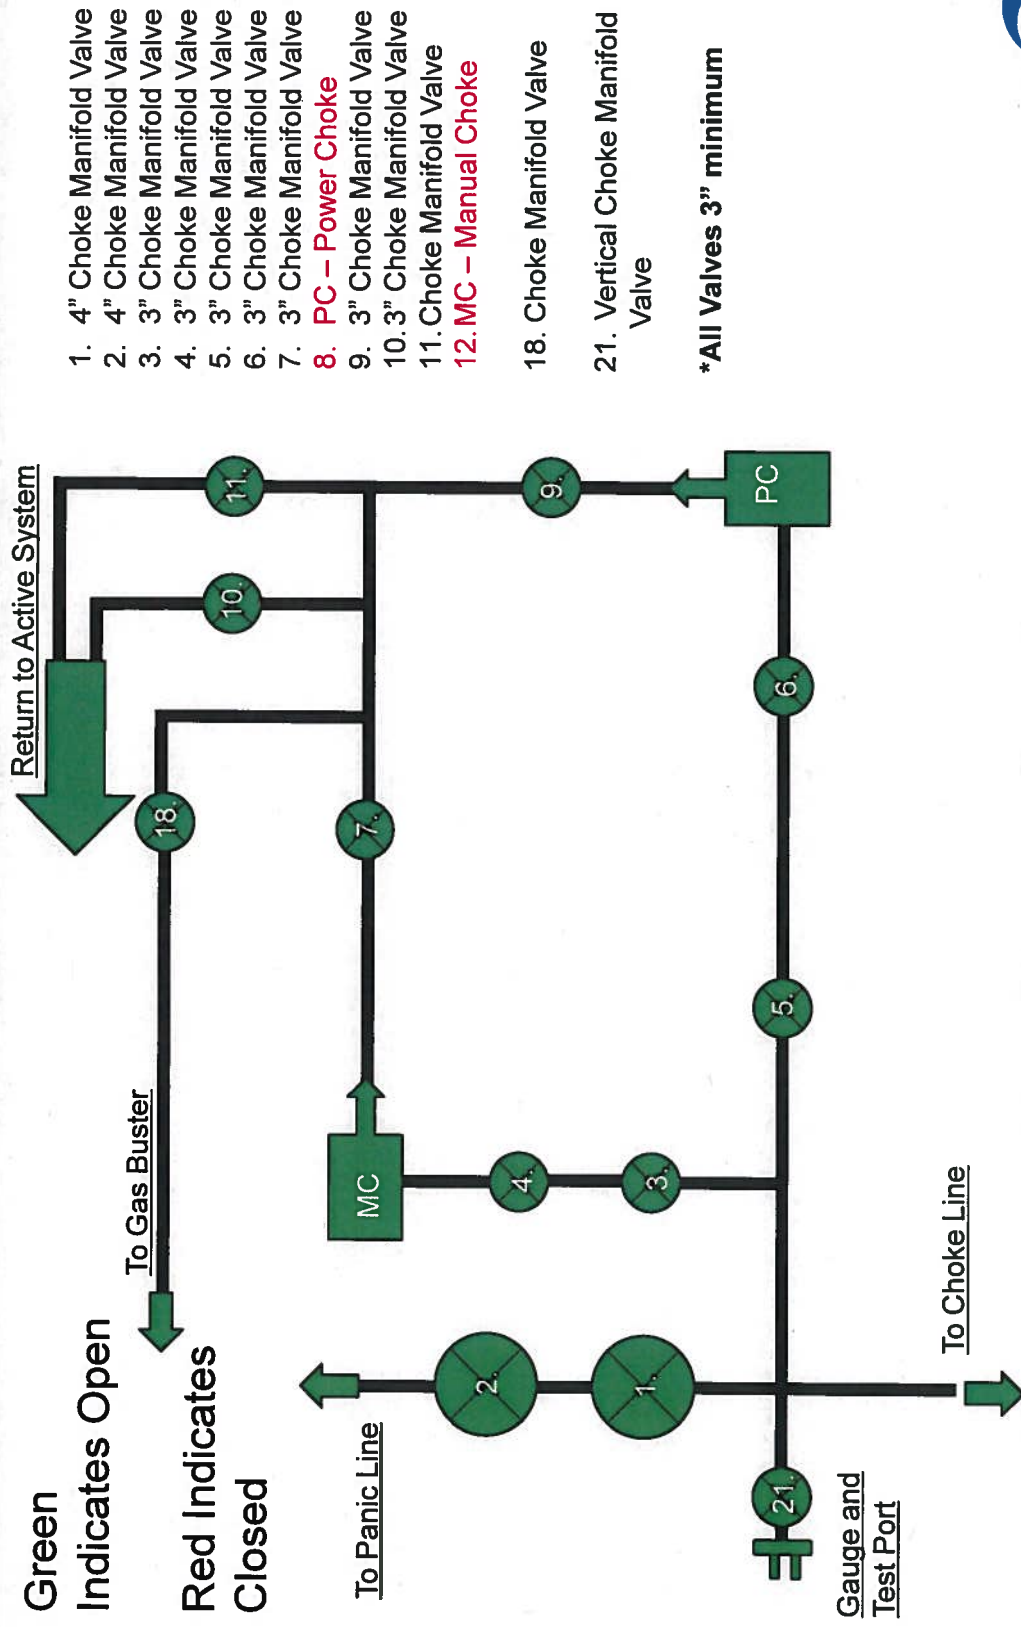 Green
Indicates Open
Red Indicates
Closed
To Gas Buster
Return to Active System
To Panic Line
To Choke Line
Gauge and
Test Port
MC
PC
1.
2.
3.
4.
5.
6.
7.
9.
10.
11.
18.
21.
1. 4" Choke Manifold Valve
2. 4" Choke Manifold Valve
3. 3" Choke Manifold Valve
4. 3" Choke Manifold Valve
5. 3" Choke Manifold Valve
6. 3" Choke Manifold Valve
7. 3" Choke Manifold Valve
8. PC – Power Choke
9. 3" Choke Manifold Valve
10. 3" Choke Manifold Valve
11. Choke Manifold Valve
12. MC – Manual Choke
18. Choke Manifold Valve
21. Vertical Choke Manifold
Valve
*All Valves 3" minimum